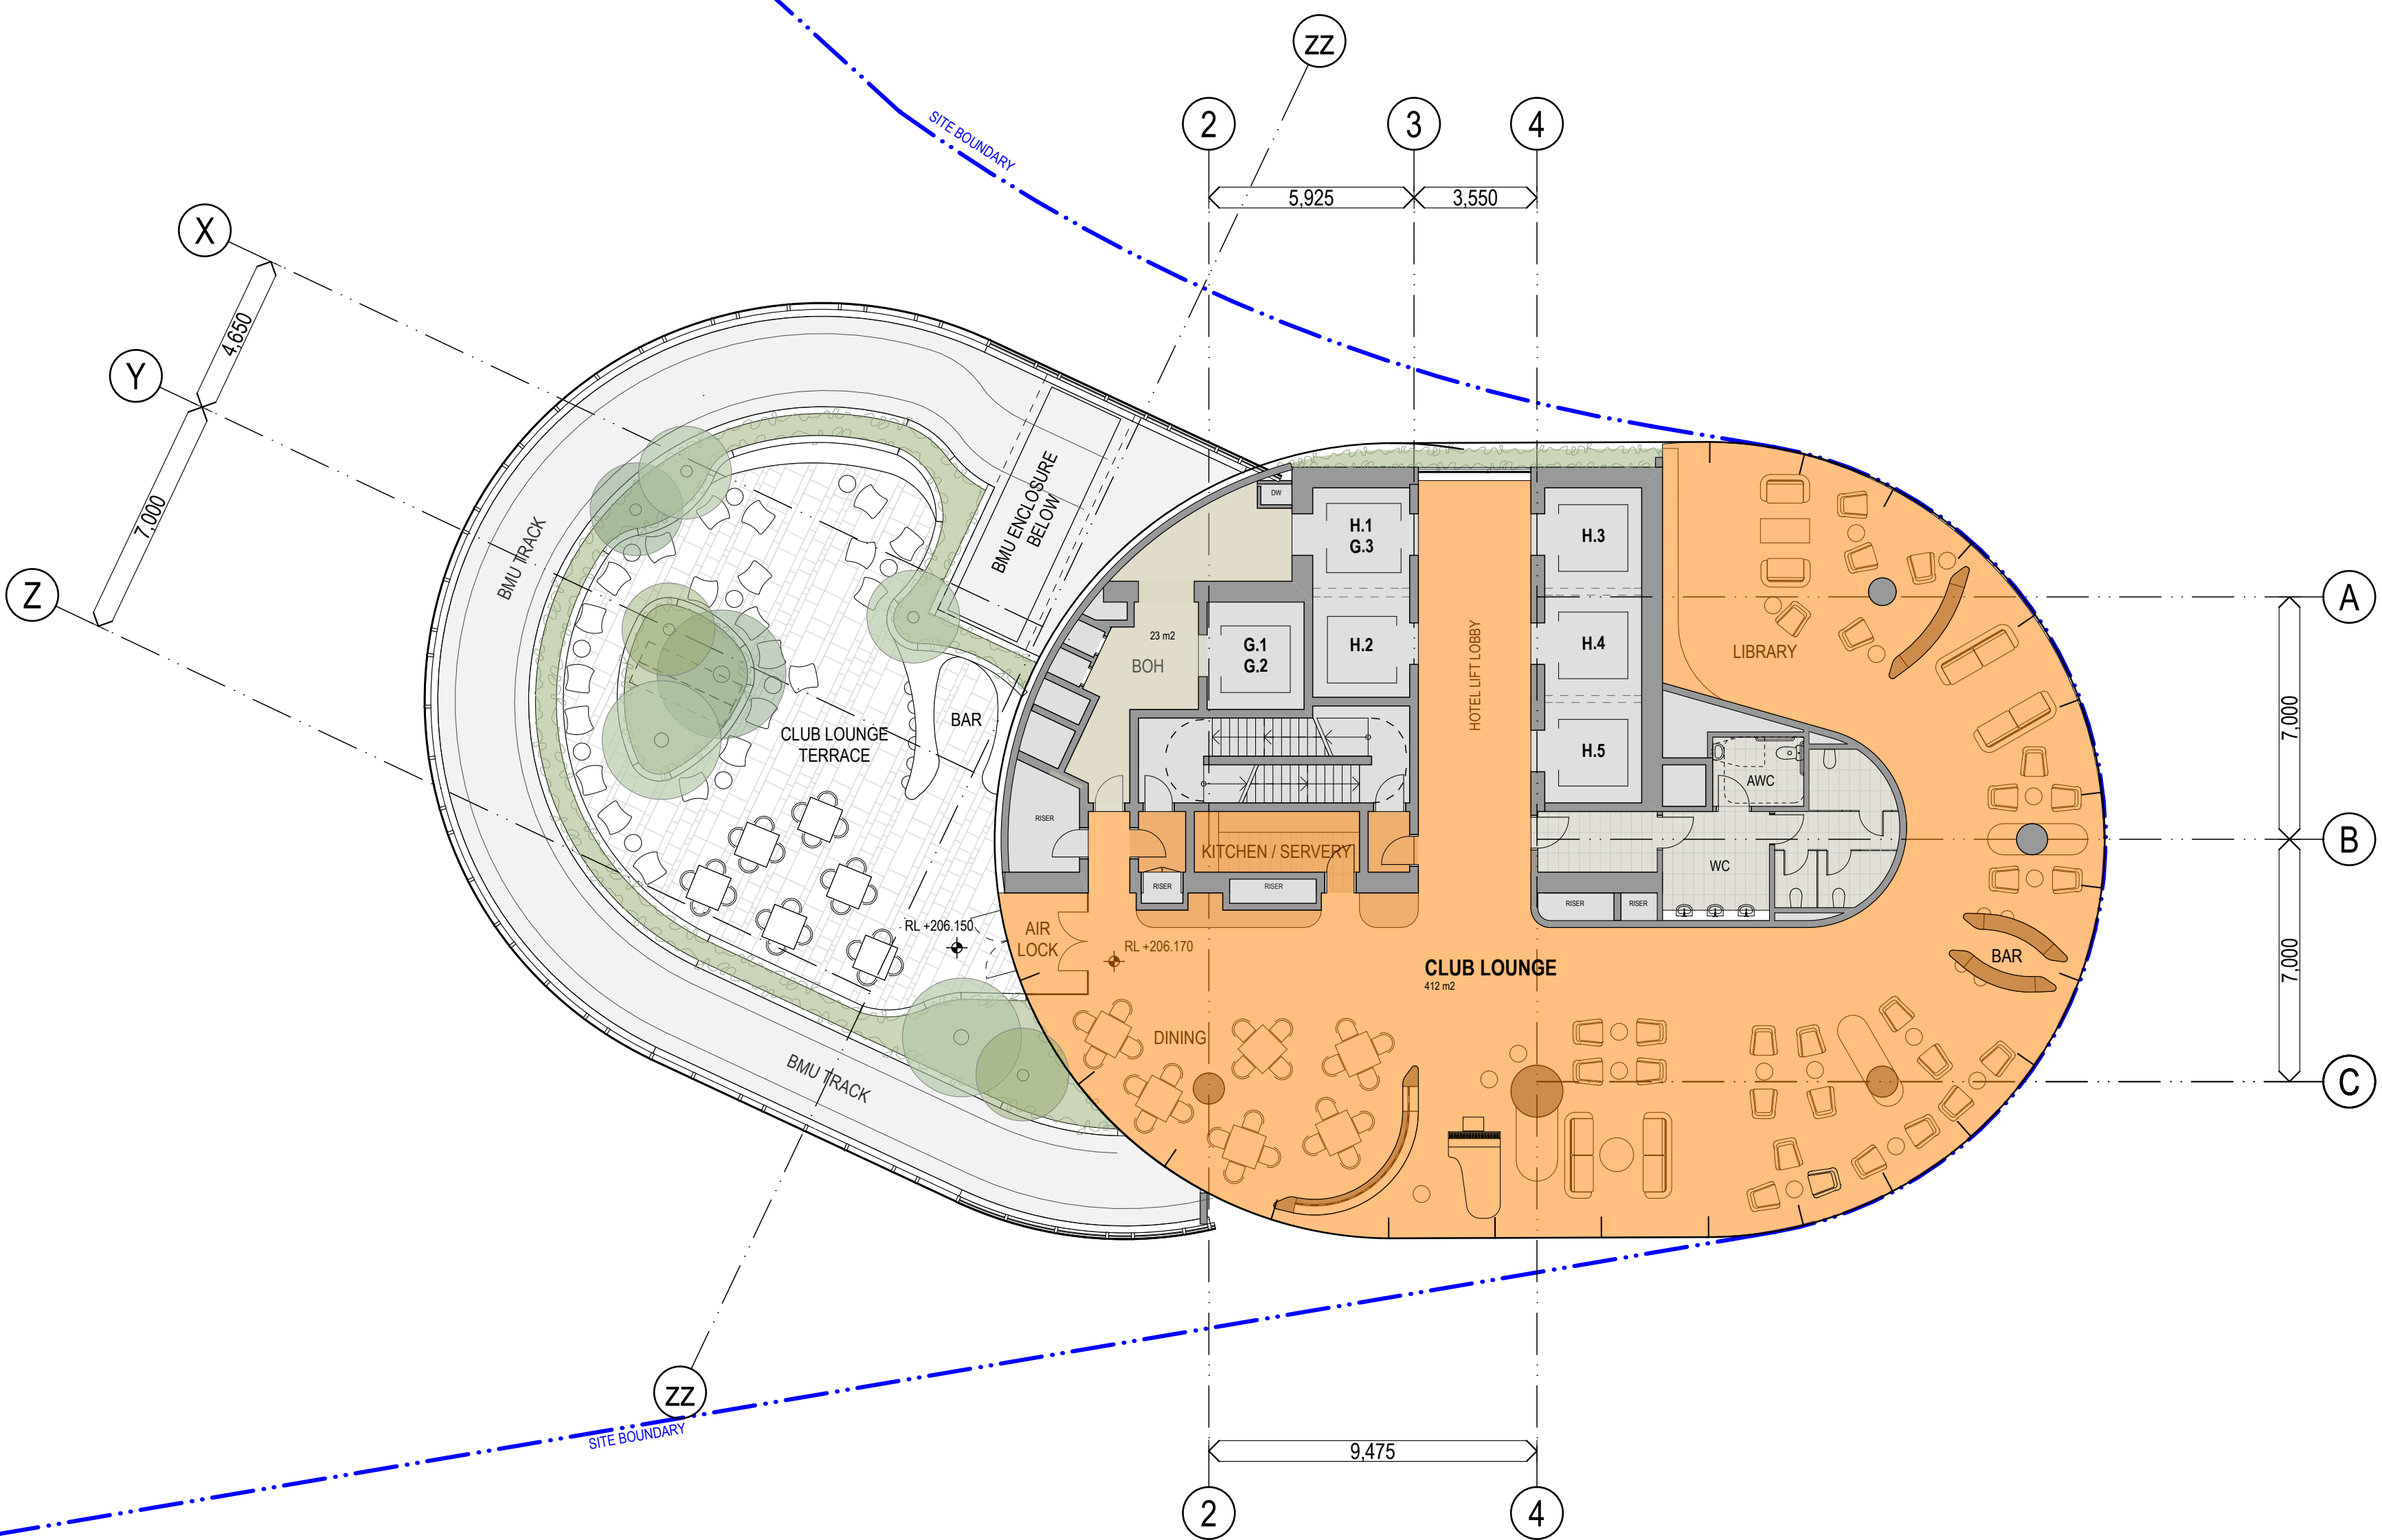 ZZ
2
3
4
SITE BOUNDARY
5,925
3,550
X
4,650
Y
7,000
Z
BMU TRACK
BMU ENCLOSURE
BELOW
DW
H.1
G.3
H.3
A
23 m2
BOH
G.1
G.2
H.2
HOTEL LIFT LOBBY
H.4
LIBRARY
7,000
BAR
CLUB LOUNGE
TERRACE
H.5
AWC
RISER
KITCHEN / SERVERY
WC
B
RISER
RISER
RISER
RISER
RL +206.150
AIR
LOCK
RL +206.170
CLUB LOUNGE
412 m2
BAR
7,000
DINING
BMU TRACK
C
ZZ
SITE BOUNDARY
9,475
2
4